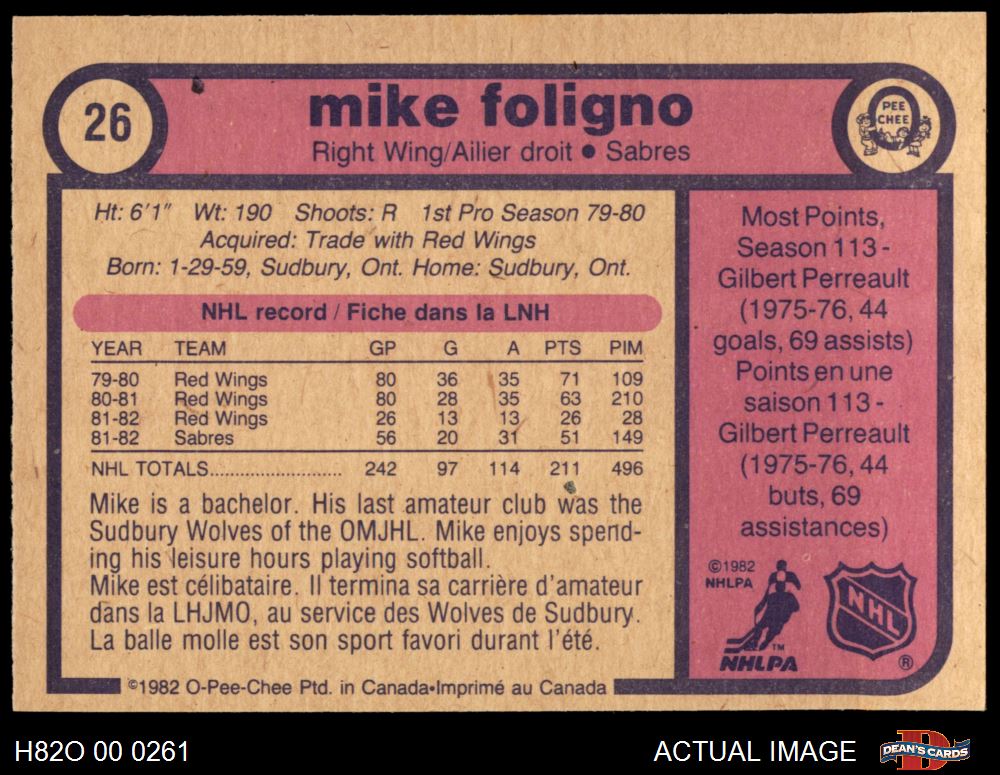 26
mike foligno
Right Wing/Ailier droit ● Sabres
PEE
CHEE
Ht: 6'1" Wt: 190 Shoots: R 1st Pro Season 79-80
Acquired: Trade with Red Wings
Born: 1-29-59, Sudbury, Ont. Home: Sudbury, Ont.
NHL record / Fiche dans la LNH
YEAR TEAM GP G A PTS PIM
79-80 Red Wings 80 36 35 71 109
80-81 Red Wings 80 28 35 63 210
81-82 Red Wings 26 13 13 26 28
81-82 Sabres 56 20 31 51 149
NHL TOTALS........................... 242 97 114 211 496
Mike is a bachelor. His last amateur club was the
Sudbury Wolves of the OMJHL. Mike enjoys spend-
ing his leisure hours playing softball.
Mike est célibataire. Il termina sa carrière d'amateur
dans la LHJMO, au service des Wolves de Sudbury.
La balle molle est son sport favori durant l'été.
©1982 O-Pee-Chee Ptd. in Canada•Imprimé au Canada
Most Points,
Season 113 -
Gilbert Perreault
(1975-76, 44
goals, 69 assists)
Points en une
saison 113 -
Gilbert Perreault
(1975-76, 44
buts, 69
assistances)
©1982
NHLPA
TM
NHLPA
NHL
®
H82O 00 0261
ACTUAL IMAGE
DEAN'S CARDS